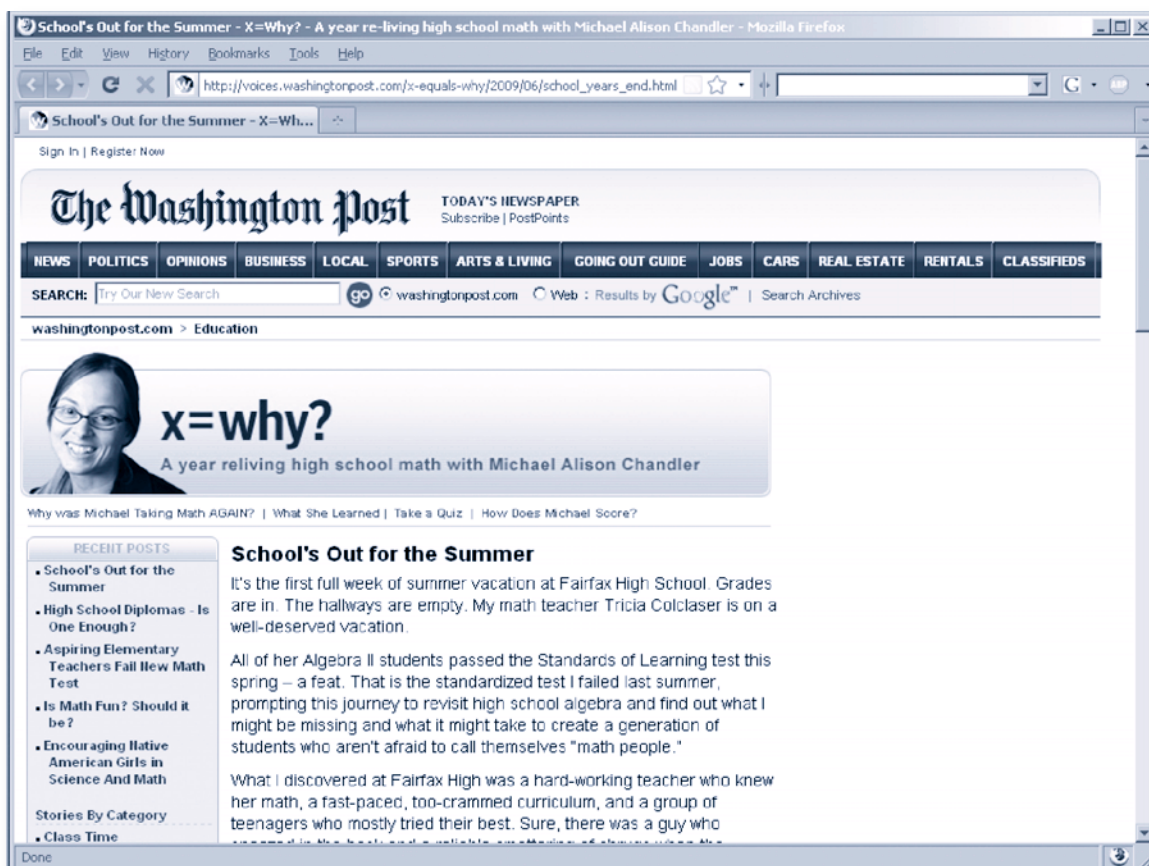 School's Out for the Summer - X=Why? - A year re-living high school math with Michael Alison Chandler - Mozilla Firefox
File Edit View History Bookmarks Tools Help
http://voices.washingtonpost.com/x-equals-why/2009/06/school_years_end.html
G
School's Out for the Summer - X=Wh...
Sign In | Register Now
The Washington Post
TODAY'S NEWSPAPER
Subscribe | PostPoints
NEWS POLITICS OPINIONS BUSINESS LOCAL SPORTS ARTS & LIVING GOING OUT GUIDE JOBS CARS REAL ESTATE RENTALS CLASSIFIEDS
SEARCH: Try Our New Search go washingtonpost.com Web : Results by Google™ | Search Archives
washingtonpost.com > Education
x=why?
A year reliving high school math with Michael Alison Chandler
Why was Michael Taking Math AGAIN? | What She Learned | Take a Quiz | How Does Michael Score?
RECENT POSTS
School's Out for the
Summer
High School Diplomas - Is
One Enough?
Aspiring Elementary
Teachers Fail New Math
Test
Is Math Fun? Should it
be?
Encouraging Native
American Girls in
Science And Math
Stories By Category
Class Time
School's Out for the Summer
It's the first full week of summer vacation at Fairfax High School. Grades
are in. The hallways are empty. My math teacher Tricia Colclaser is on a
well-deserved vacation.
All of her Algebra II students passed the Standards of Learning test this
spring – a feat. That is the standardized test I failed last summer,
prompting this journey to revisit high school algebra and find out what I
might be missing and what it might take to create a generation of
students who aren't afraid to call themselves "math people."
What I discovered at Fairfax High was a hard-working teacher who knew
her math, a fast-paced, too-crammed curriculum, and a group of
teenagers who mostly tried their best. Sure, there was a guy who
Done